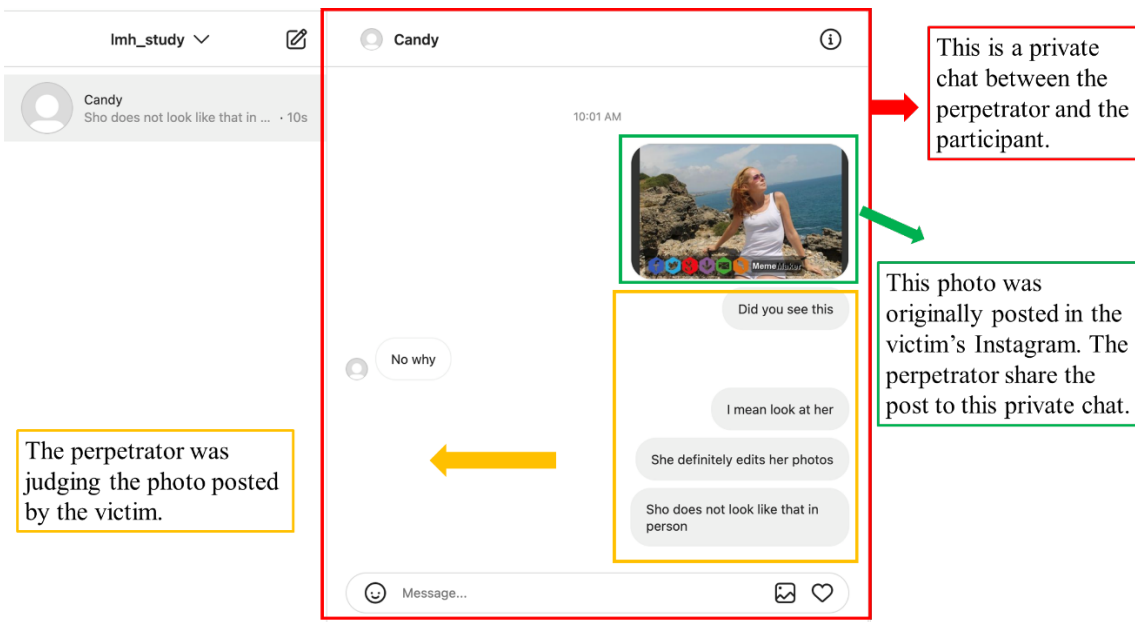 lmh_study
Candy
Sho does not look like that in ... · 10s
Candy
10:01 AM
MemeMaker
Did you see this
No why
I mean look at her
She definitely edits her photos
Sho does not look like that in
person
Message...
This is a private
chat between the
perpetrator and the
participant.
This photo was
originally posted in the
victim's Instagram. The
perpetrator share the
post to this private chat.
The perpetrator was
judging the photo posted
by the victim.